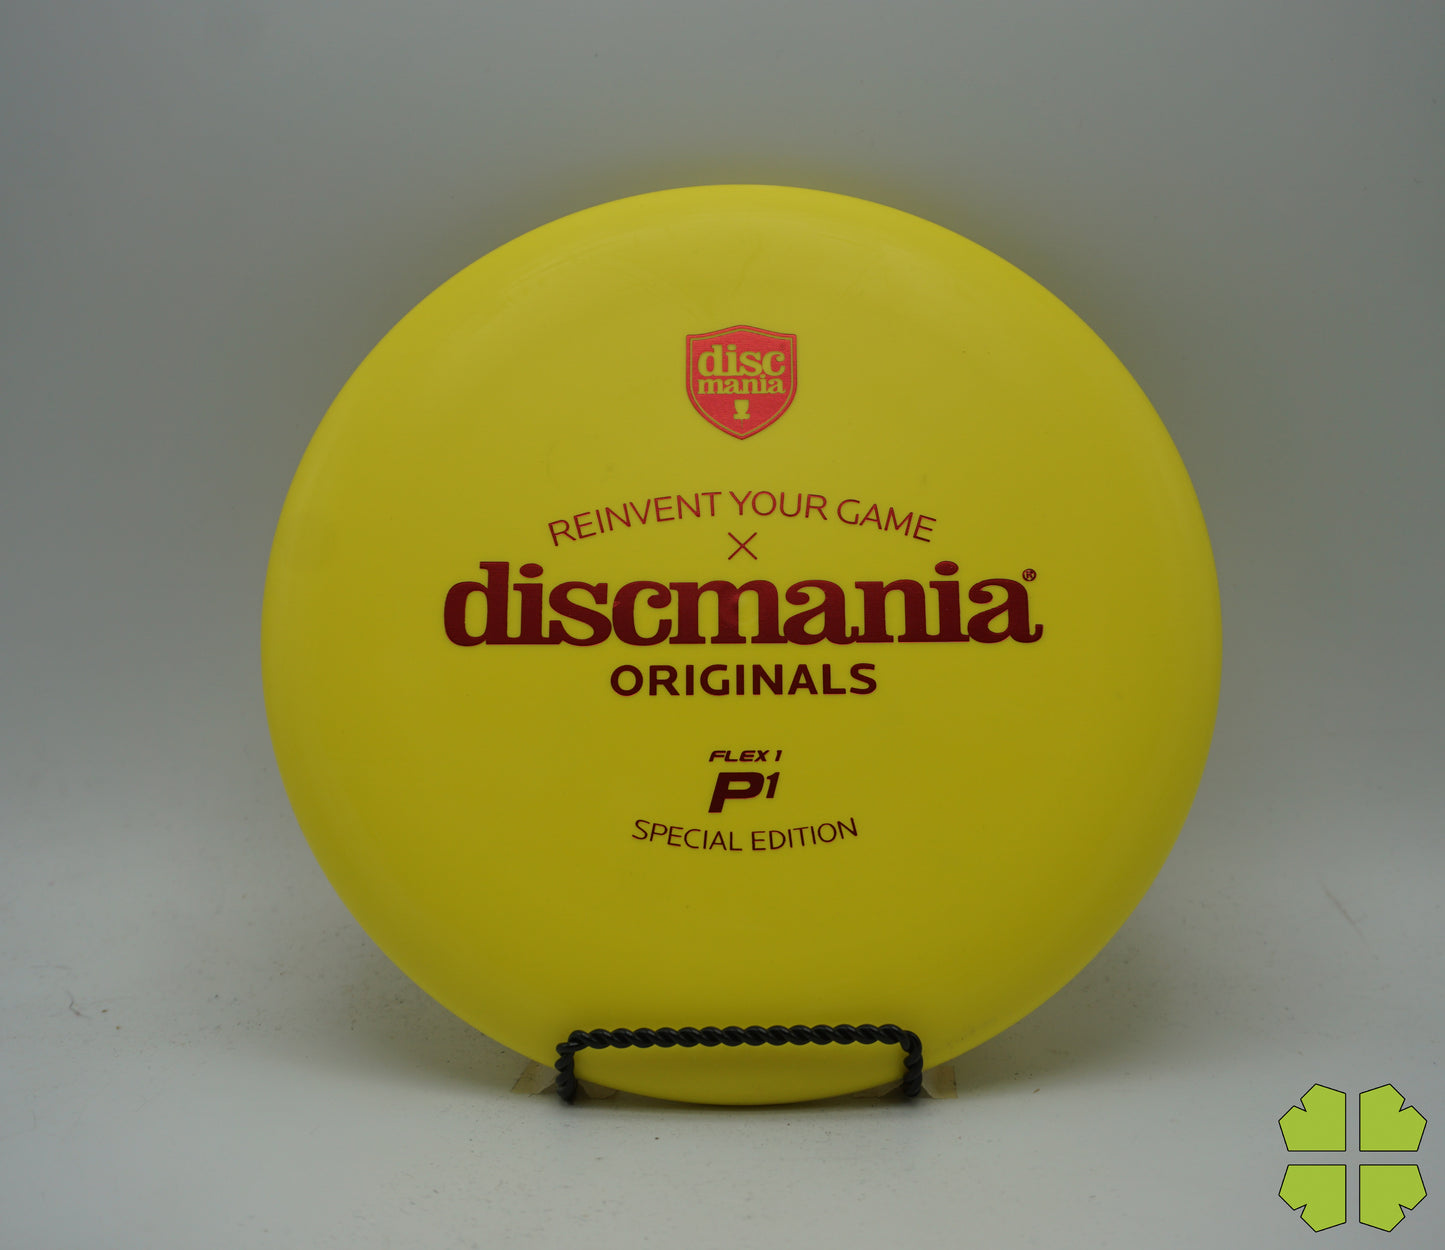 disc
mania
REINVENT YOUR GAME
X
discmania®
ORIGINALS
FLEX 1
P1
SPECIAL EDITION